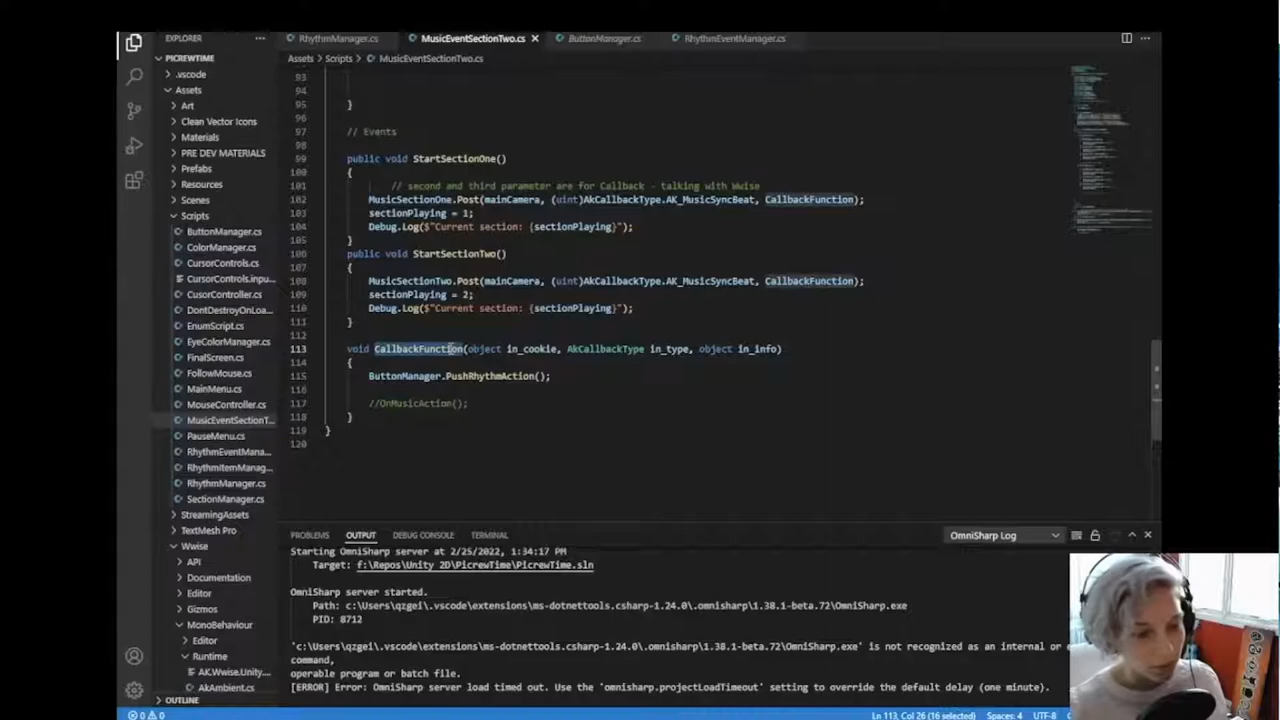 EXPLORER
RhythmManager.cs
MusicEventSectionTwo.cs
ButtonManager.cs
RhythmEventManager.cs
PICREWTIME
Assets > Scripts > MusicEventSectionTwo.cs
.vscode
Assets
Art
Clean Vector Icons
Materials
PRE DEV MATERIALS
Prefabs
Resources
Scenes
Scripts
ButtonManager.cs
ColorManager.cs
CursorControls.cs
CursorControls.inpu...
CusorController.cs
DontDestroyOnLoa...
EnumScript.cs
EyeColorManager.cs
FinalScreen.cs
FollowMouse.cs
MainMenu.cs
MouseController.cs
MusicEventSectionT...
PauseMenu.cs
RhythmEventMana...
RhythmItemManag...
RhythmManager.cs
SectionManager.cs
StreamingAssets
TextMesh Pro
Wwise
API
Documentation
Editor
Gizmos
MonoBehaviour
Editor
Runtime
AK.Wwise.Unity...
AkAmbient.cs
OUTLINE
93
94
95 }
96
97 // Events
98
99 public void StartSectionOne()
100 {
101 // second and third parameter are for Callback - talking with Wwise
102 MusicSectionOne.Post(mainCamera, (uint)AkCallbackType.AK_MusicSyncBeat, CallbackFunction);
103 sectionPlaying = 1;
104 Debug.Log($"Current section: {sectionPlaying}");
105 }
106 public void StartSectionTwo()
107 {
108 MusicSectionTwo.Post(mainCamera, (uint)AkCallbackType.AK_MusicSyncBeat, CallbackFunction);
109 sectionPlaying = 2;
110 Debug.Log($"Current section: {sectionPlaying}");
111 }
112
113 void CallbackFunction(object in_cookie, AkCallbackType in_type, object in_info)
114 {
115 ButtonManager.PushRhythmAction();
116
117 //OnMusicAction();
118 }
119 }
120
PROBLEMS OUTPUT DEBUG CONSOLE TERMINAL
OmniSharp Log
Starting OmniSharp server at 2/25/2022, 1:34:17 PM
Target: f:\Repos\Unity 2D\PicrewTime\PicrewTime.sln
OmniSharp server started.
Path: c:\Users\qzgei\.vscode\extensions\ms-dotnettools.csharp-1.24.0\.omnisharp\1.38.1-beta.72\OmniSharp.exe
PID: 8712
'c:\Users\qzgei\.vscode\extensions\ms-dotnettools.csharp-1.24.0\.omnisharp\1.38.1-beta.72\OmniSharp.exe' is not recognized as an internal or e
command,
operable program or batch file.
[ERROR] Error: OmniSharp server load timed out. Use the 'omnisharp.projectLoadTimeout' setting to override the default delay (one minute).
0 0
Ln 113, Col 26 (16 selected) Spaces: 4 UTF-8